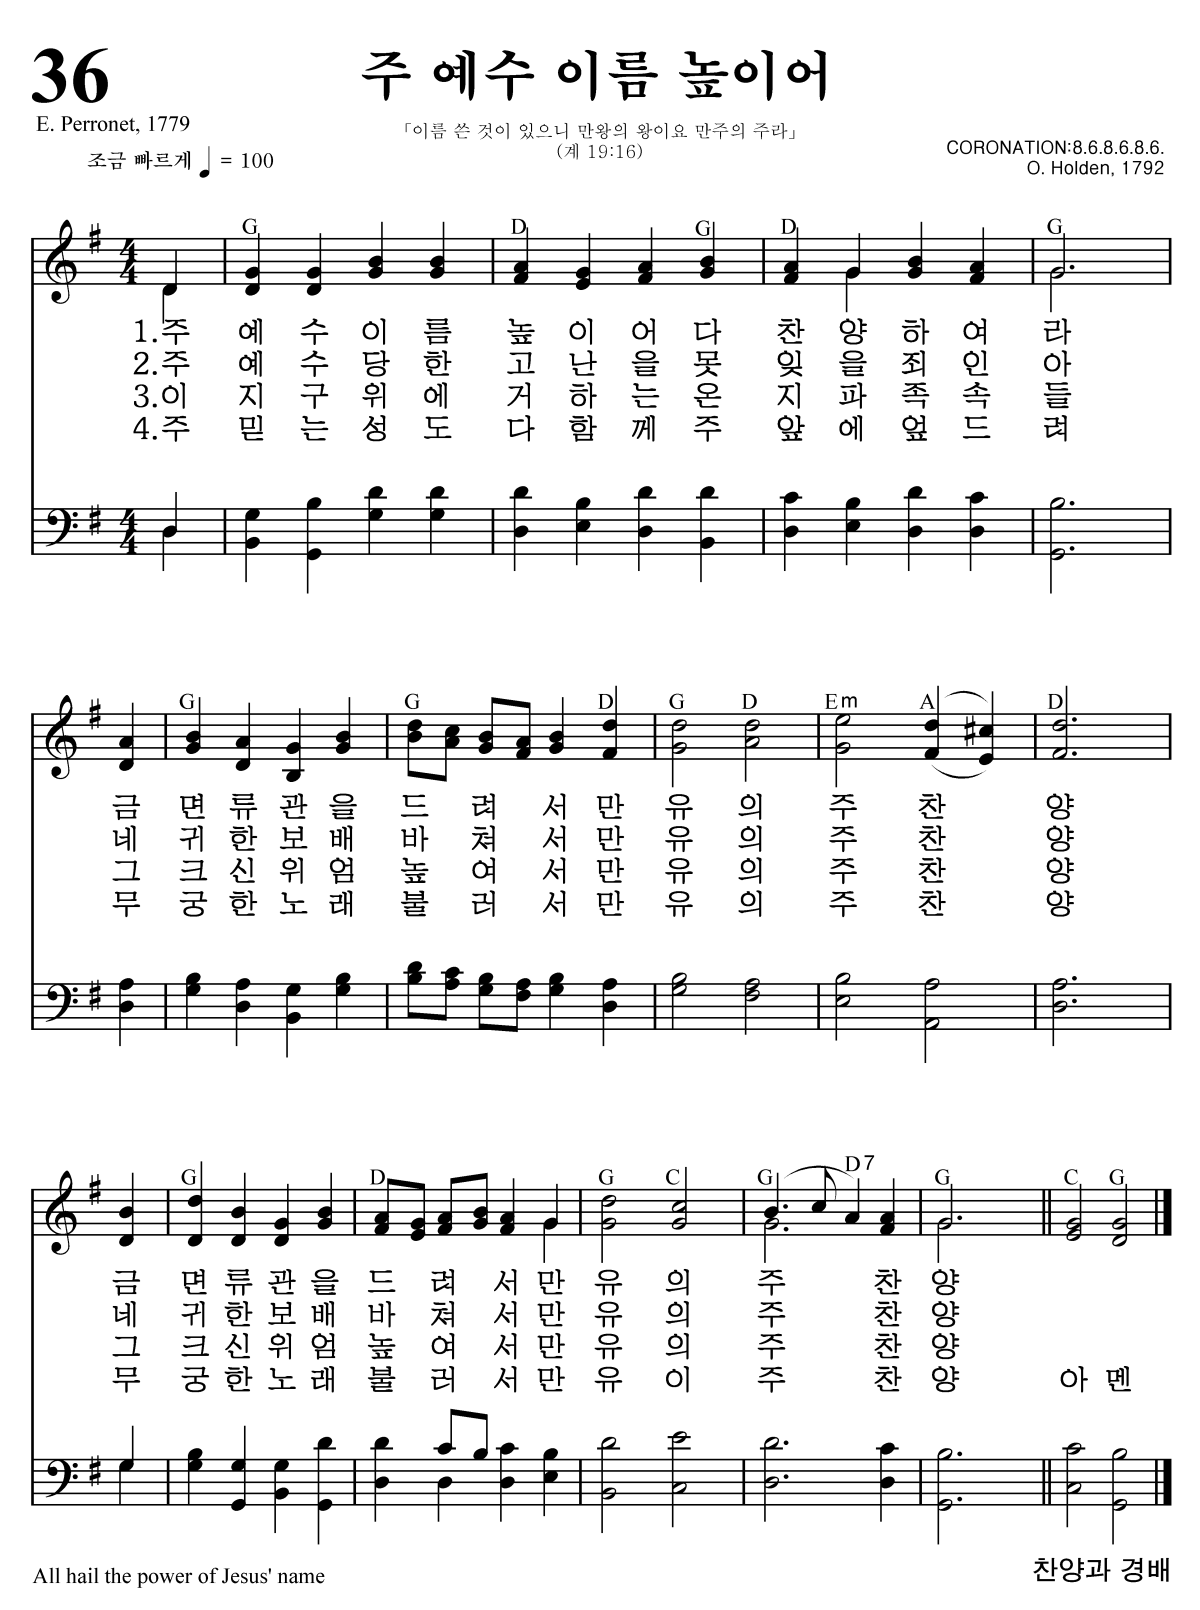 36
주 예수 이름 높이어
E. Perronet, 1779
「이름 쓴 것이 있으니 만왕의 왕이요 만주의 주라」
(계 19:16)
조금 빠르게 ♩ = 100
CORONATION:8.6.8.6.8.6.
O. Holden, 1792
G D G D G
4 4
1.주 예 수 이 름 높 이 어 다 찬 양 하 여 라
2.주 예 수 당 한 고 난 을 못 잊 을 죄 인 아
3.이 지 구 위 에 거 하 는 온 지 파 족 속 들
4.주 믿 는 성 도 다 함 께 주 앞 에 엎 드 려
4 4
G G D G D Em A D
금 면 류 관 을 드 려 서 만 유 의 주 찬 양
네 귀 한 보 배 바 쳐 서 만 유 의 주 찬 양
그 크 신 위 엄 높 여 서 만 유 의 주 찬 양
무 궁 한 노 래 불 러 서 만 유 의 주 찬 양
G D G C G D7 G C G
금 면 류 관 을 드 려 서 만 유 의 주 찬 양
네 귀 한 보 배 바 쳐 서 만 유 의 주 찬 양
그 크 신 위 엄 높 여 서 만 유 의 주 찬 양
무 궁 한 노 래 불 러 서 만 유 이 주 찬 양 아 멘
All hail the power of Jesus' name
찬양과 경배